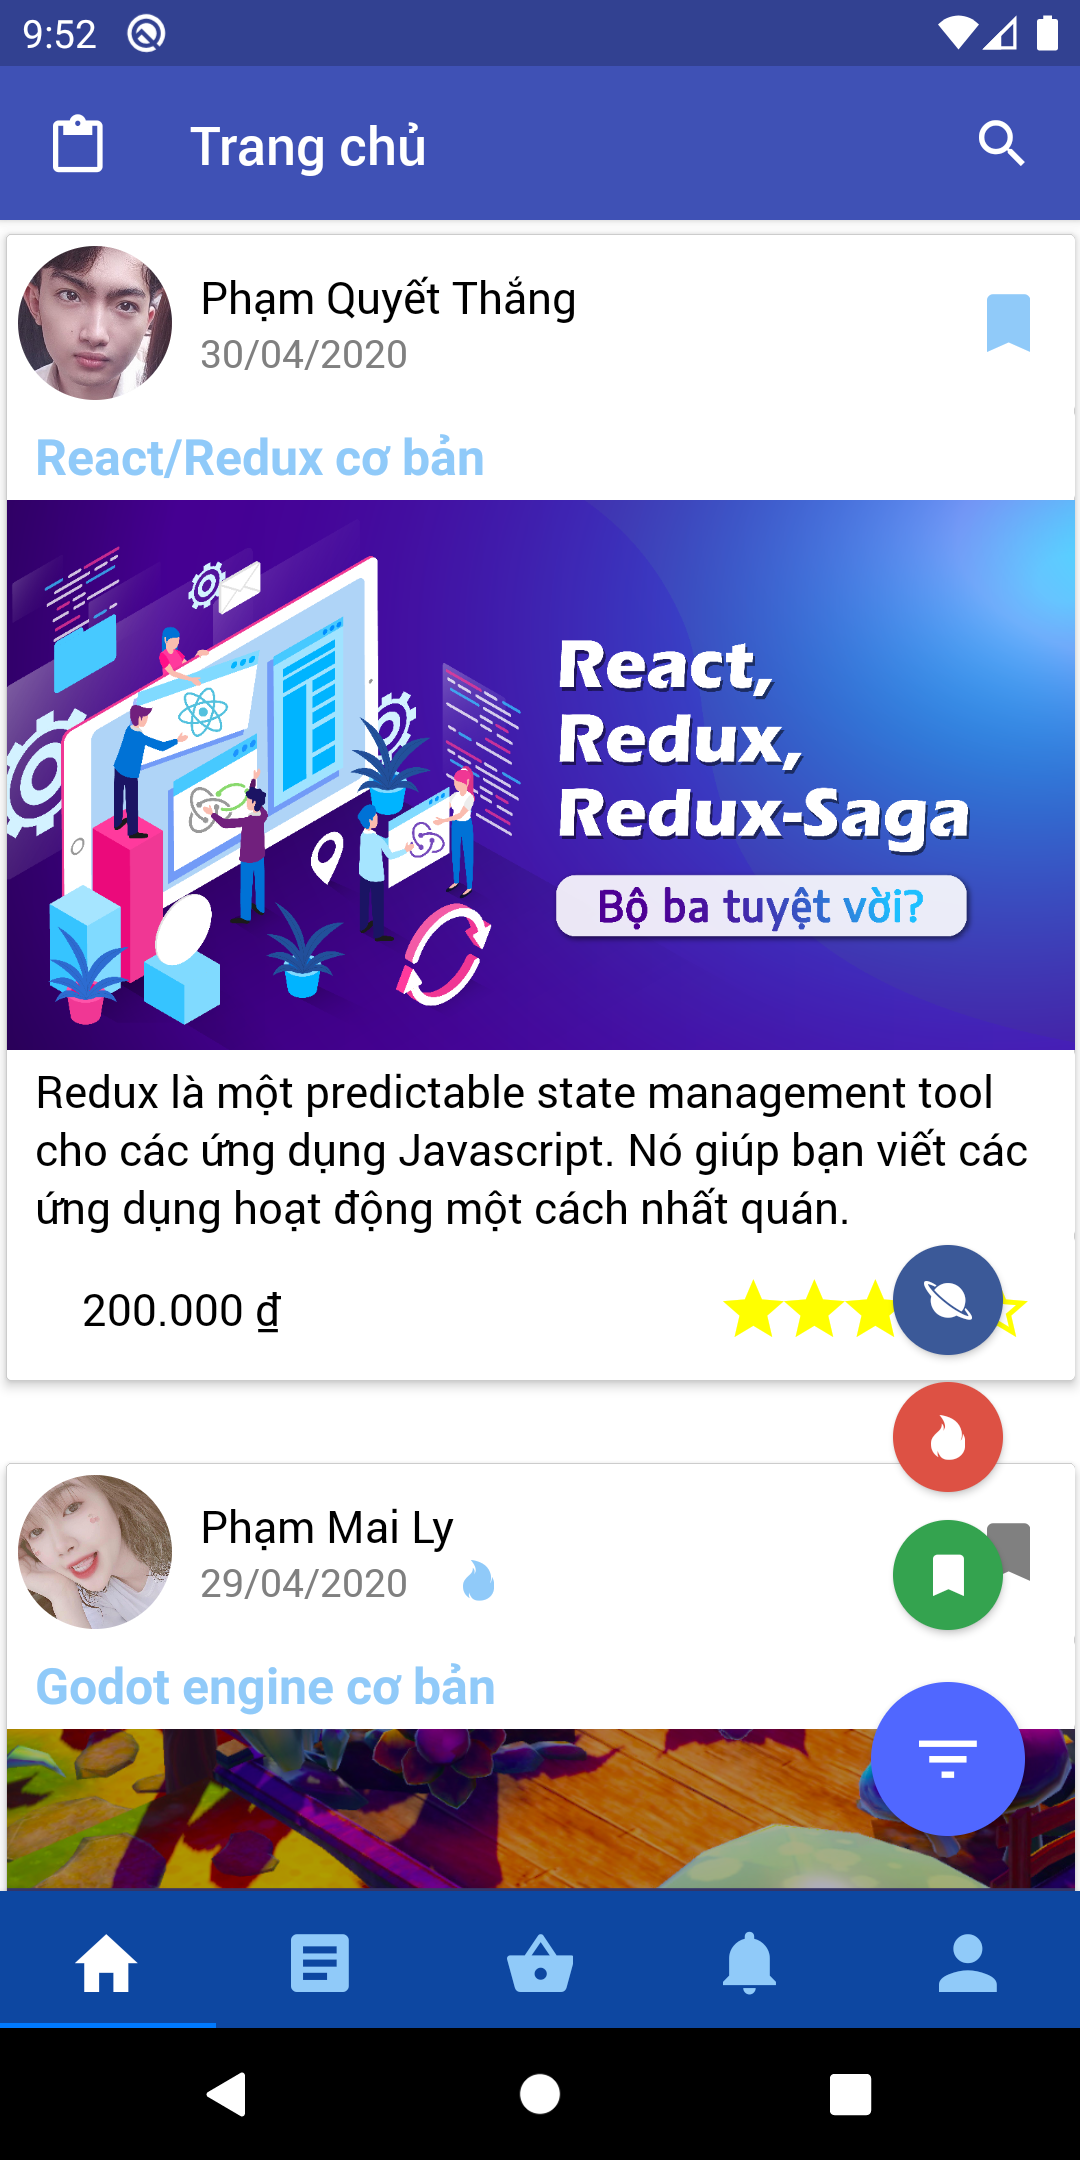 9:52
Trang chủ
Phạm Quyết Thắng
30/04/2020
React/Redux cơ bản
React,
Redux,
Redux-Saga
Bộ ba tuyệt vời?
Redux là một predictable state management tool
cho các ứng dụng Javascript. Nó giúp bạn viết các
ứng dụng hoạt động một cách nhất quán.
200.000 ₫
Phạm Mai Ly
29/04/2020
Godot engine cơ bản